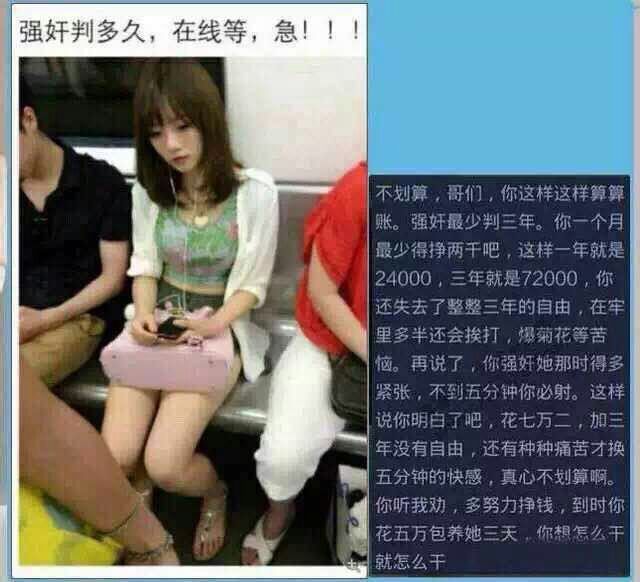 强奸判多久，在线等，急！！！
不划算，哥们，你这样这样算算
账。强奸最少判三年。你一个月
最少得挣两千吧，这样一年就是
24000，三年就是72000，你
还失去了整整三年的自由，在牢
里多半还会挨打，爆菊花等苦
恼。再说了，你强奸她那时得多
紧张，不到五分钟你必射。这样
说你明白了吧，花七万二，加三
年没有自由，还有种种痛苦才换
五分钟的快感，真心不划算啊。
你听我劝，多努力挣钱，到时你
花五万包养她三天，你想怎么干
就怎么干